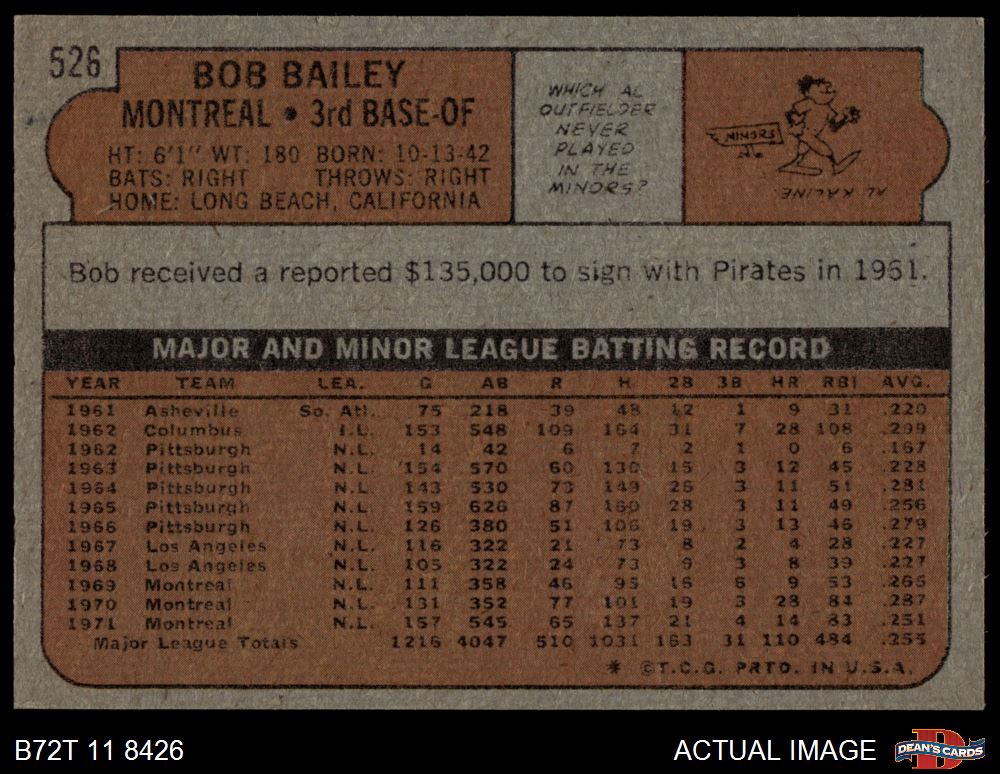 526
BOB BAILEY
MONTREAL • 3rd BASE-OF
HT: 6'1" WT: 180 BORN: 10-13-42
BATS: RIGHT THROWS: RIGHT
HOME: LONG BEACH, CALIFORNIA
WHICH AL
OUTFIELDER
NEVER
PLAYED
IN THE
MINORS?
MINORS
AL KALINE
Bob received a reported $135,000 to sign with Pirates in 1961.
MAJOR AND MINOR LEAGUE BATTING RECORD
YEAR TEAM LEA. G AB R H 2B 3B HR RBI AVG.
1961 Asheville So. Atl. 75 218 39 48 12 1 9 31 .220
1962 Columbus I.L. 153 548 109 164 31 7 28 108 .299
1962 Pittsburgh N.L. 14 42 6 7 2 1 0 6 .167
1963 Pittsburgh N.L. 154 570 60 130 15 3 12 45 .228
1964 Pittsburgh N.L. 143 530 73 149 26 3 11 51 .281
1965 Pittsburgh N.L. 159 626 87 160 28 3 11 49 .256
1966 Pittsburgh N.L. 126 380 51 106 19 3 13 46 .279
1967 Los Angeles N.L. 116 322 21 73 8 2 4 28 .227
1968 Los Angeles N.L. 105 322 24 73 9 3 8 39 .227
1969 Montreal N.L. 111 358 46 95 16 6 9 53 .265
1970 Montreal N.L. 131 352 77 101 19 3 28 84 .287
1971 Montreal N.L. 157 545 65 137 21 4 14 83 .251
Major League Totals 1216 4047 510 1031 163 31 110 484 .255
* ©T.C.G. PRTD. IN U.S.A.
B72T 11 8426
ACTUAL IMAGE
DEAN'S CARDS